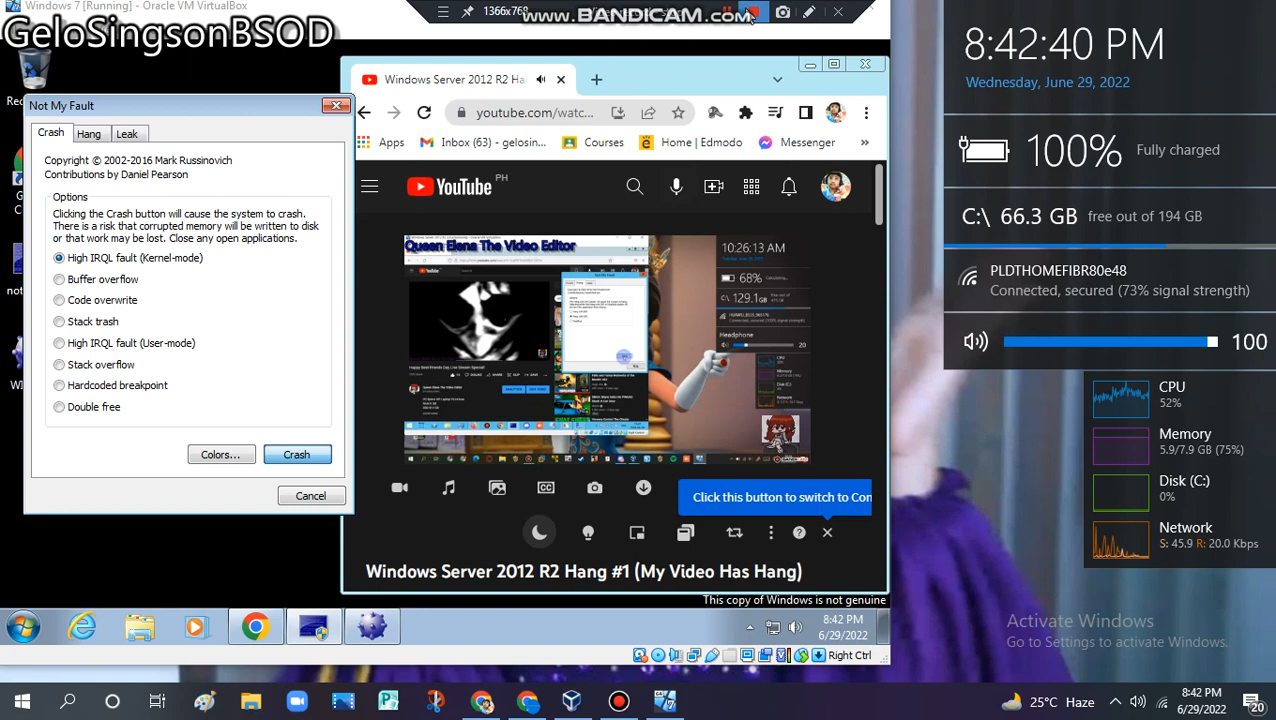 Windows 7 [Running] - Oracle VM VirtualBox
1366x768
www.BANDICAM.com
GeloSingsonBSOD
8:42:40 PM
Wednesday, June 29, 2022
100% Fully charged
C:\ 66.3 GB free out of 194 GB
Connected, secured (73% signal strength)
100
CPU
52%
Memory
Disk (C:)
0%
Network
S: 45.9 R: 20.0 Kbps
Windows Server 2012 R2 Ha
youtube.com/watc...
Apps
Inbox (63) - gelosin...
Courses
Home | Edmodo
Messenger
»
YouTube PH
Not My Fault
Crash Hang Leak
Copyright © 2002-2016 Mark Russinovich
Contributions by Daniel Pearson
Options
Clicking the Crash button will cause the system to crash.
There is a risk that corrupted memory will be written to disk
or that work may be lost. Close any open applications.
High IRQL fault (Kernel-mode)
Buffer overflow
Code overwrite
Stack trash
High IRQL fault (User-mode)
Stack overflow
Hardcoded breakpoint
Double free
Colors... Crash
Cancel
Queen Elena The Video Editor
10:26:13 AM
68%
129.1GB
Headphone
20
Click this button to switch to Con
Windows Server 2012 R2 Hang #1 (My Video Has Hang)
This copy of Windows is not genuine
8:42 PM
6/29/2022
Right Ctrl
Activate Windows
Go to Settings to activate Windows.
25°C Haze
8:42 PM
6/29/2022
20